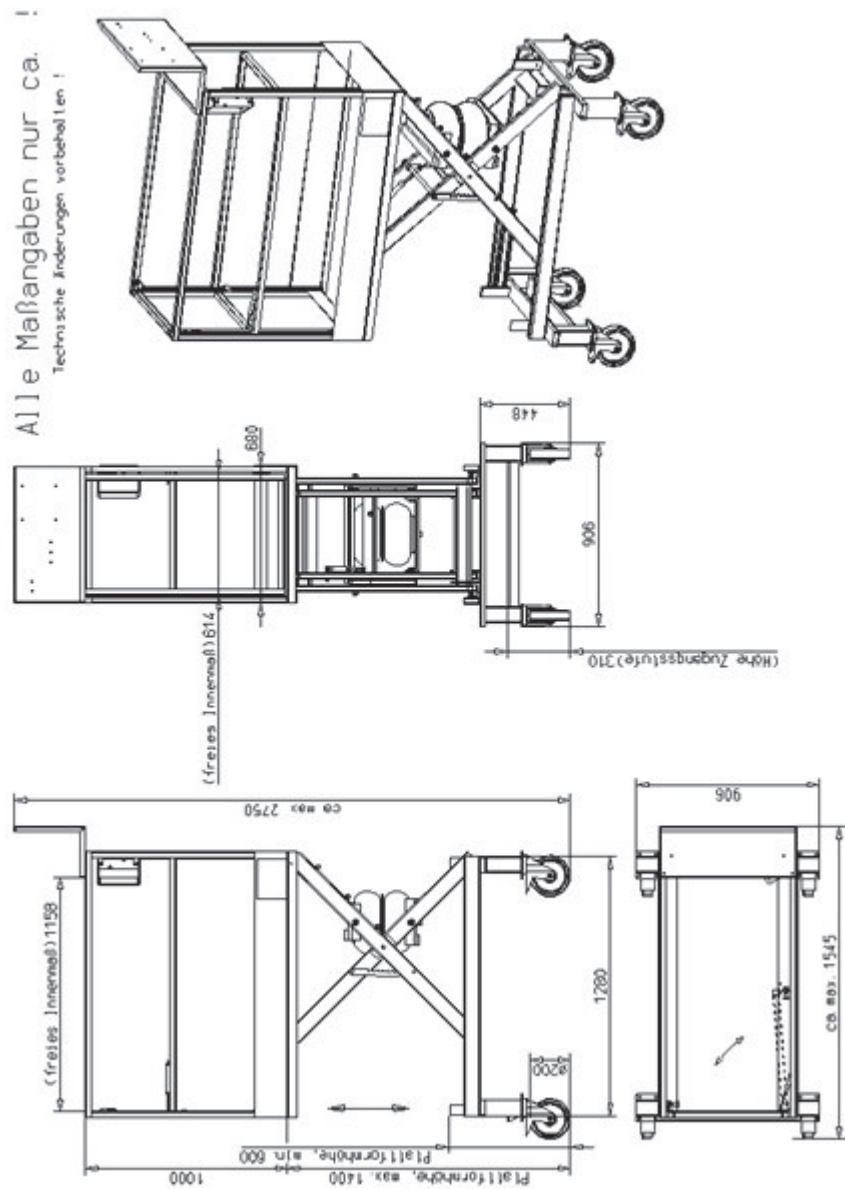 Alle Maßangaben nur ca. !
Technische Änderungen vorbehalten !
680
(freies Innenmaß)614
448
906
(Höhe Zugangsstufe)310
ca max 2750
(freies Innenmaß)1158
1280
ø200
Plattformhöhe, min. 600
Plattformhöhe, max. 1400
1000
906
ca. max. 1545